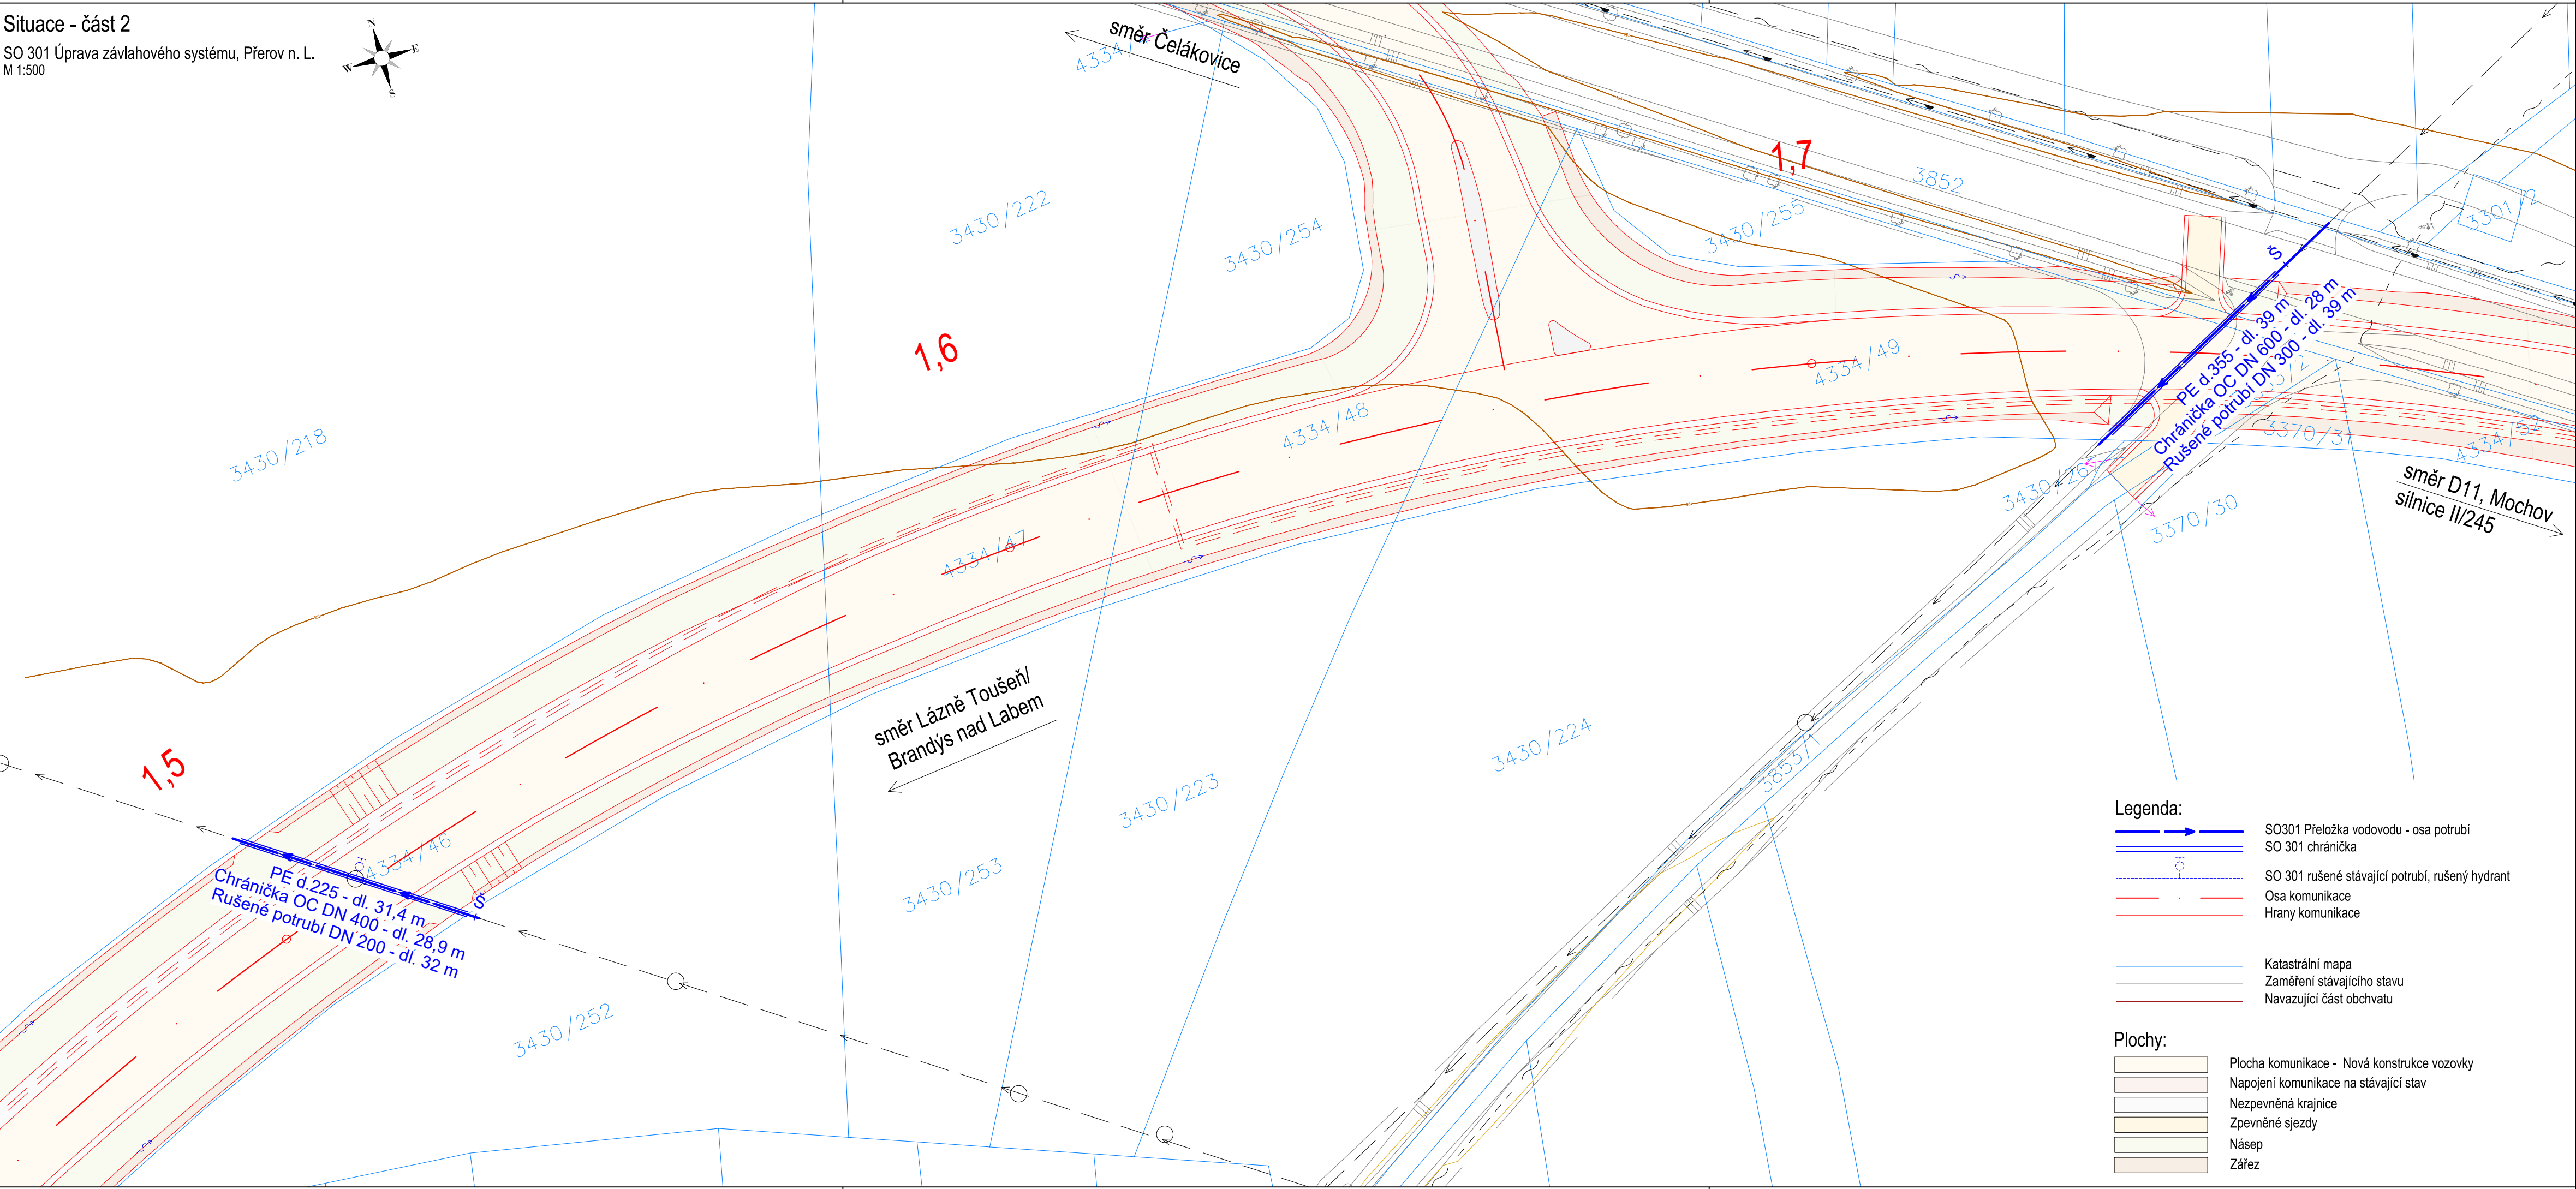 Situace - část 2
SO 301 Úprava závlahového systému, Přerov n. L.
M 1:500
N
E
W
S
směr Čelákovice
4334/
1,7
3852
3301
2
3430/222
3430/254
3430/255
Š
PE d.355 - dl. 39 m
Chránička OC DN 600 - dl. 28 m
Rušené potrubí DN 300 - dl. 39 m
1,6
4334/49
4334/48
3430/218
3370/31
4334/52
3430/267
3370/30
směr D11, Mochov
silnice II/245
4334/47
směr Lázně Toušeň/
Brandýs nad Labem
1,5
3430/224
3853/1
3430/223
4334/46
3430/253
Š
PE d.225 - dl. 31,4 m
Chránička OC DN 400 - dl. 28,9 m
Rušené potrubí DN 200 - dl. 32 m
3430/252
Legenda:
SO301 Přeložka vodovodu - osa potrubí
SO 301 chránička
SO 301 rušené stávající potrubí, rušený hydrant
Osa komunikace
Hrany komunikace
Katastrální mapa
Zaměření stávajícího stavu
Navazující část obchvatu
Plochy:
Plocha komunikace - Nová konstrukce vozovky
Napojení komunikace na stávající stav
Nezpevněná krajnice
Zpevněné sjezdy
Násep
Zářez